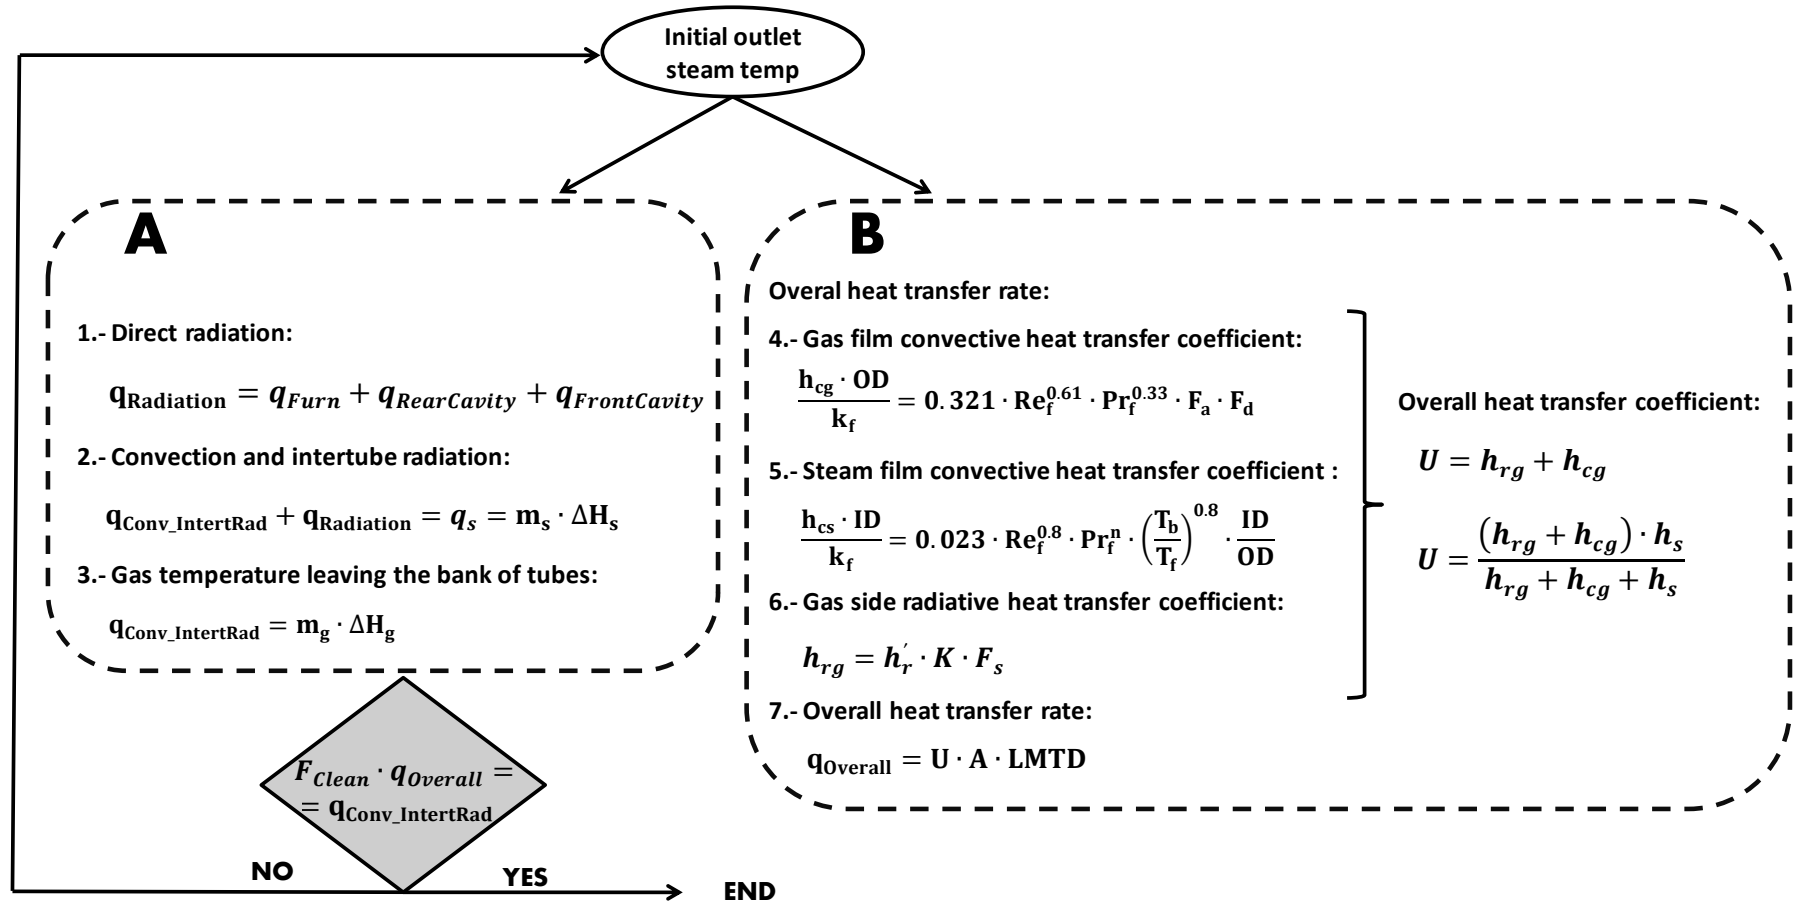 Initial outlet
steam temp
A
1.- Direct radiation:
q_Radiation = q_Furn + q_RearCavity + q_FrontCavity
2.- Convection and intertube radiation:
q_Conv_IntertRad + q_Radiation = q_s = m_s · ΔH_s
3.- Gas temperature leaving the bank of tubes:
q_Conv_IntertRad = m_g · ΔH_g
B
Overal heat transfer rate:
4.- Gas film convective heat transfer coefficient:
(h_cg · OD)/k_f = 0.321 · Re_f^0.61 · Pr_f^0.33 · F_a · F_d
5.- Steam film convective heat transfer coefficient :
(h_cs · ID)/k_f = 0.023 · Re_f^0.8 · Pr_f^n · (T_b/T_f)^0.8 · ID/OD
6.- Gas side radiative heat transfer coefficient:
h_rg = h_r^′ · K · F_s
7.- Overall heat transfer rate:
q_Overall = U · A · LMTD
Overall heat transfer coefficient:
U = h_rg + h_cg
U = ((h_rg + h_cg) · h_s)/(h_rg + h_cg + h_s)
F_Clean · q_Overall =
= q_Conv_IntertRad
NO
YES
END